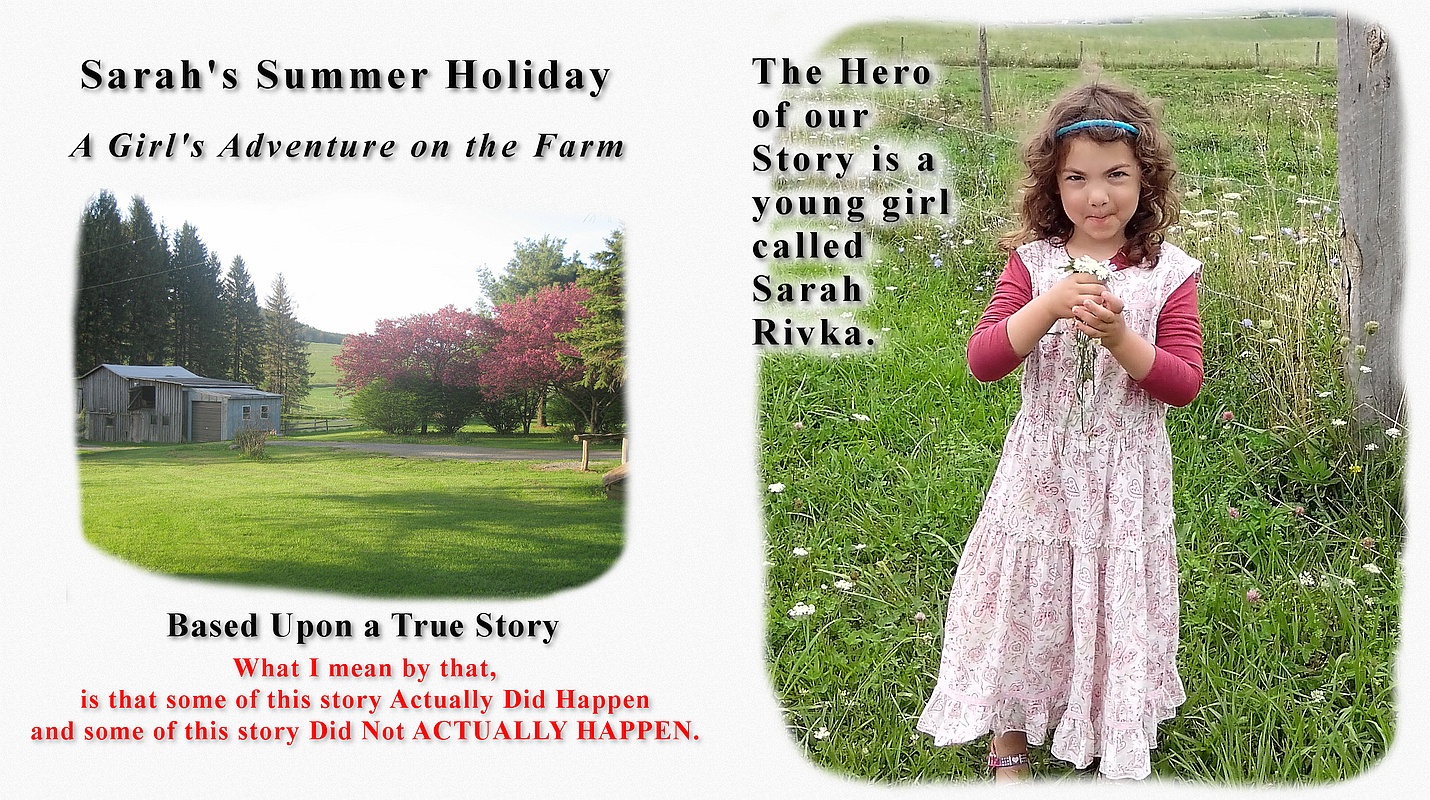 Sarah's Summer Holiday
A Girl's Adventure on the Farm
Based Upon a True Story
What I mean by that,
is that some of this story Actually Did Happen
and some of this story Did Not ACTUALLY HAPPEN.
The Hero
of our
Story is a
young girl
called
Sarah
Rivka.